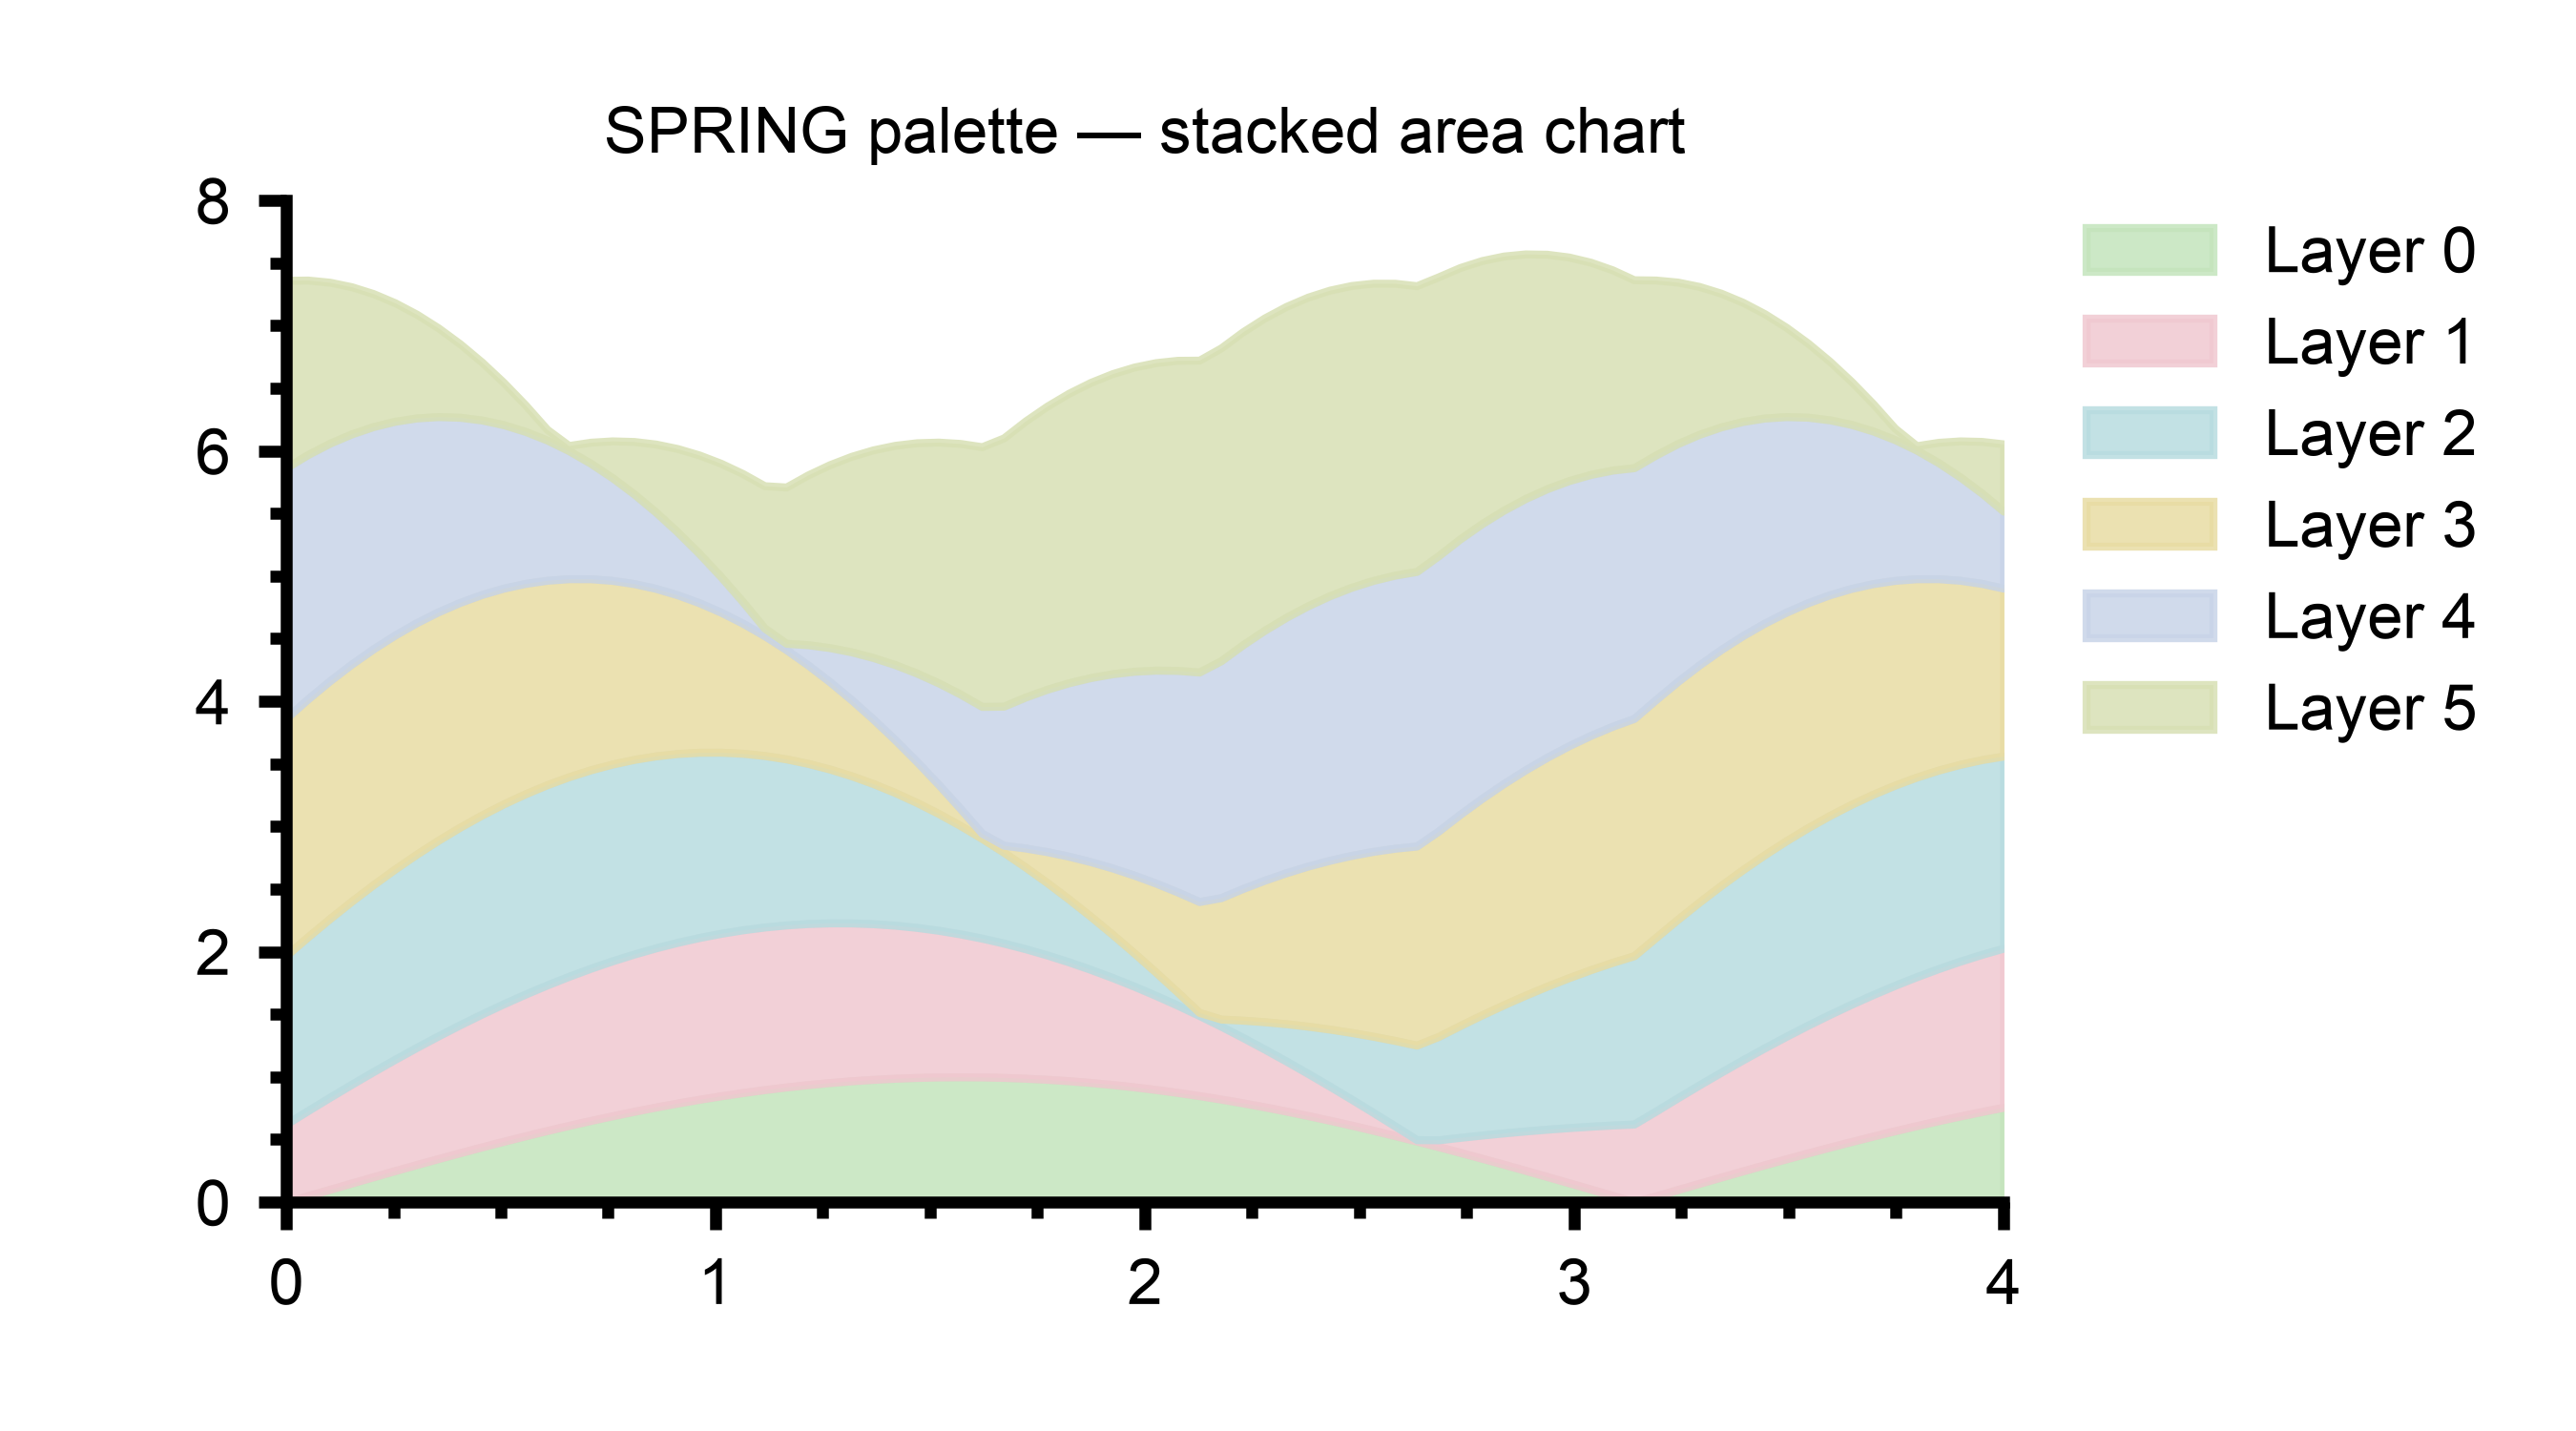 SPRING palette — stacked area chart
8
6
4
2
0
0 1 2 3 4
Layer 0
Layer 1
Layer 2
Layer 3
Layer 4
Layer 5